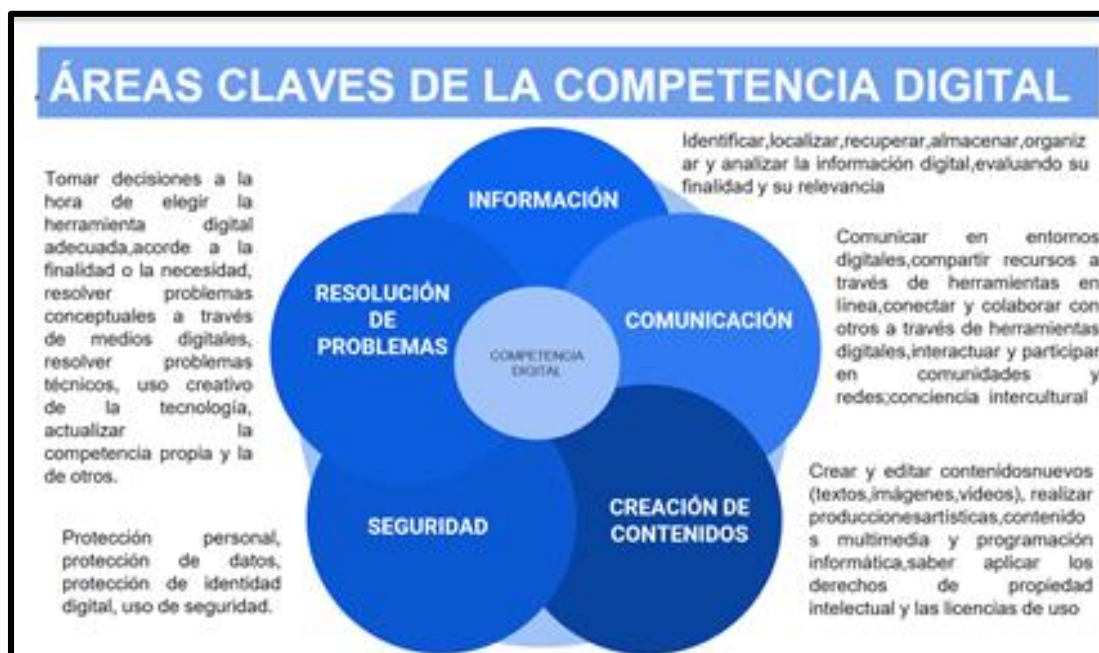 ÁREAS CLAVES DE LA COMPETENCIA DIGITAL
Identificar,localizar,recuperar,almacenar,organiz
ar y analizar la información digital,evaluando su
finalidad y su relevancia
INFORMACIÓN
Tomar decisiones a la
hora de elegir la
herramienta digital
adecuada,acorde a la
finalidad o la necesidad,
resolver problemas
conceptuales a través
de medios digitales,
resolver problemas
técnicos, uso creativo
de la tecnología,
actualizar la
competencia propia y la
de otros.
RESOLUCIÓN
DE
PROBLEMAS
COMPETENCIA
DIGITAL
COMUNICACIÓN
Comunicar en entornos
digitales,compartir recursos a
través de herramientas en
línea,conectar y colaborar con
otros a través de herramientas
digitales,interactuar y participar
en comunidades y
redes;conciencia intercultural
Protección personal,
protección de datos,
protección de identidad
digital, uso de seguridad.
SEGURIDAD
CREACIÓN DE
CONTENIDOS
Crear y editar contenidosnuevos
(textos,imágenes,videos), realizar
produccionesartísticas,contenido
s multimedia y programación
informática,saber aplicar los
derechos de propiedad
intelectual y las licencias de uso